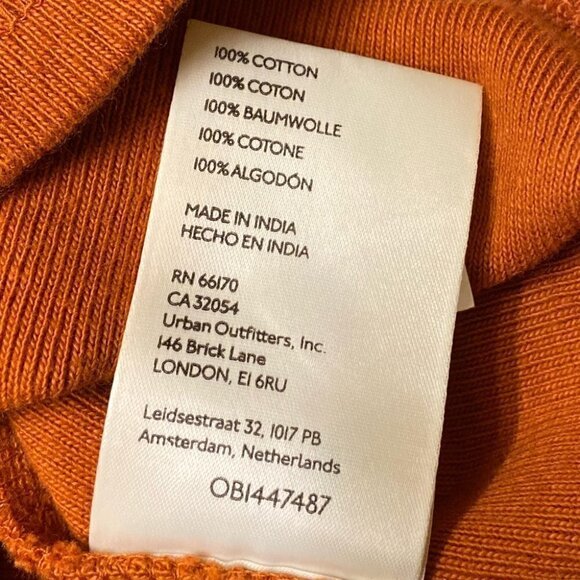 100% COTTON
100% COTON
100% BAUMWOLLE
100% COTONE
100% ALGODÓN
MADE IN INDIA
HECHO EN INDIA
RN 66170
CA 32054
Urban Outfitters, Inc.
146 Brick Lane
LONDON, E1 6RU
Leidsestraat 32, 1017 PB
Amsterdam, Netherlands
OB1447487